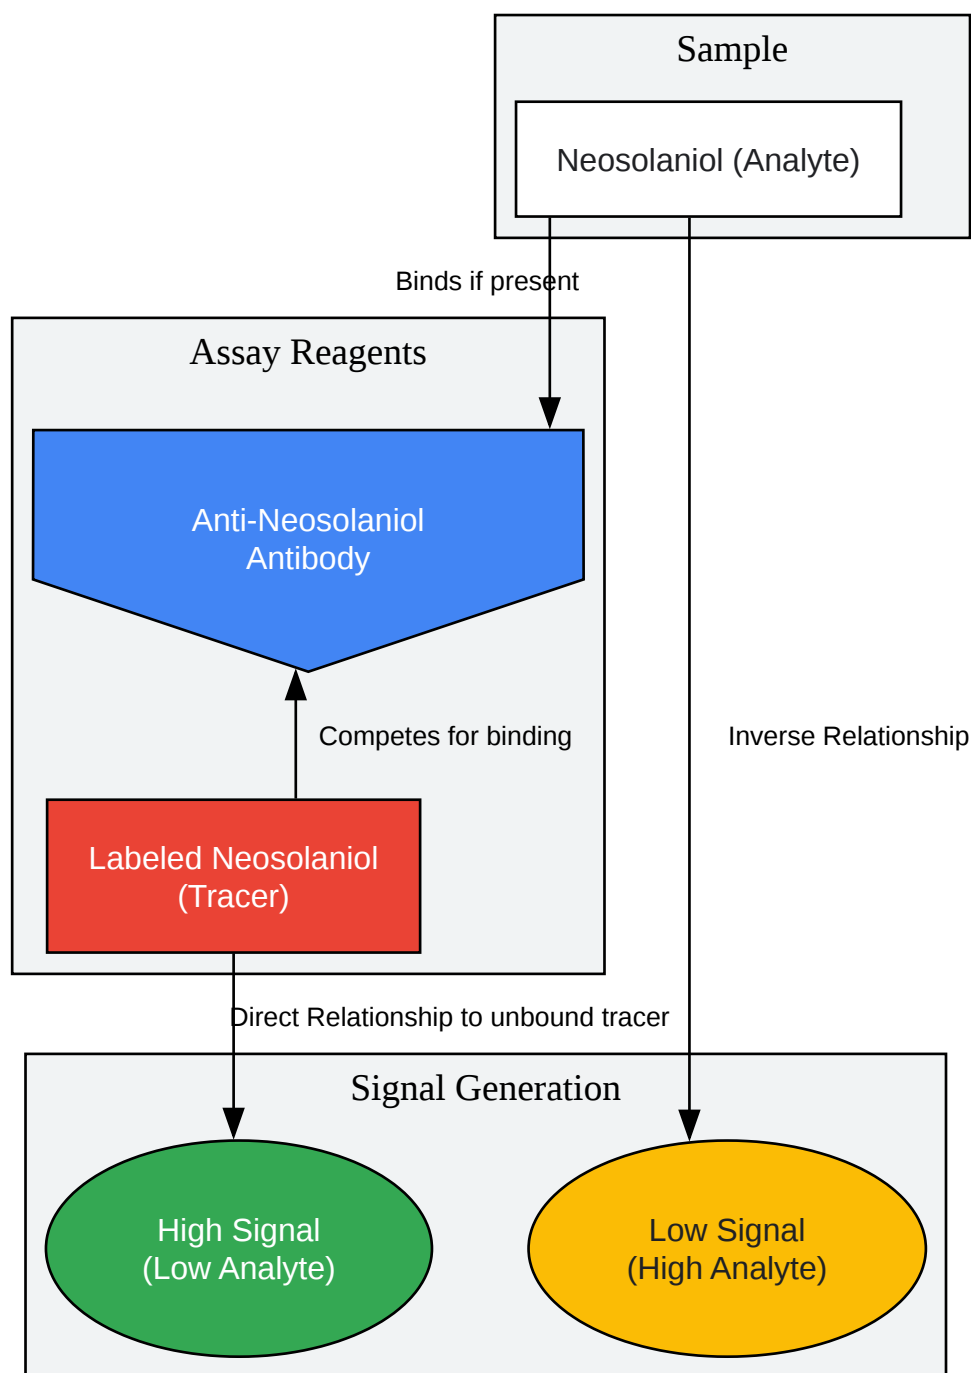 Sample
Neosolaniol (Analyte)
Binds if present
Assay Reagents
Anti-Neosolaniol
Antibody
Competes for binding
Inverse Relationship
Labeled Neosolaniol
(Tracer)
Direct Relationship to unbound tracer
Signal Generation
High Signal
(Low Analyte)
Low Signal
(High Analyte)